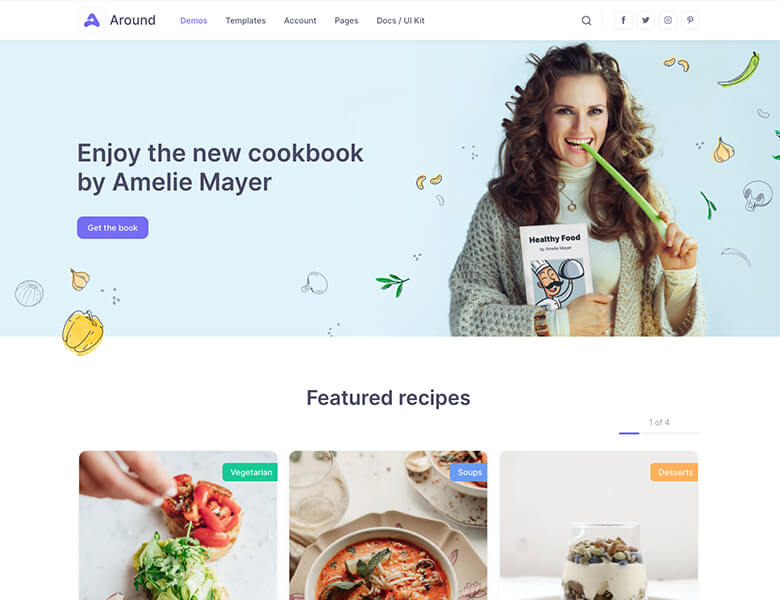 Around
Demos
Templates
Account
Pages
Docs / UI Kit
Enjoy the new cookbook
by Amelie Mayer
Get the book
Healthy Food
by Amelie Mayer
Featured recipes
1 of 4
Vegetarian
Soups
Desserts